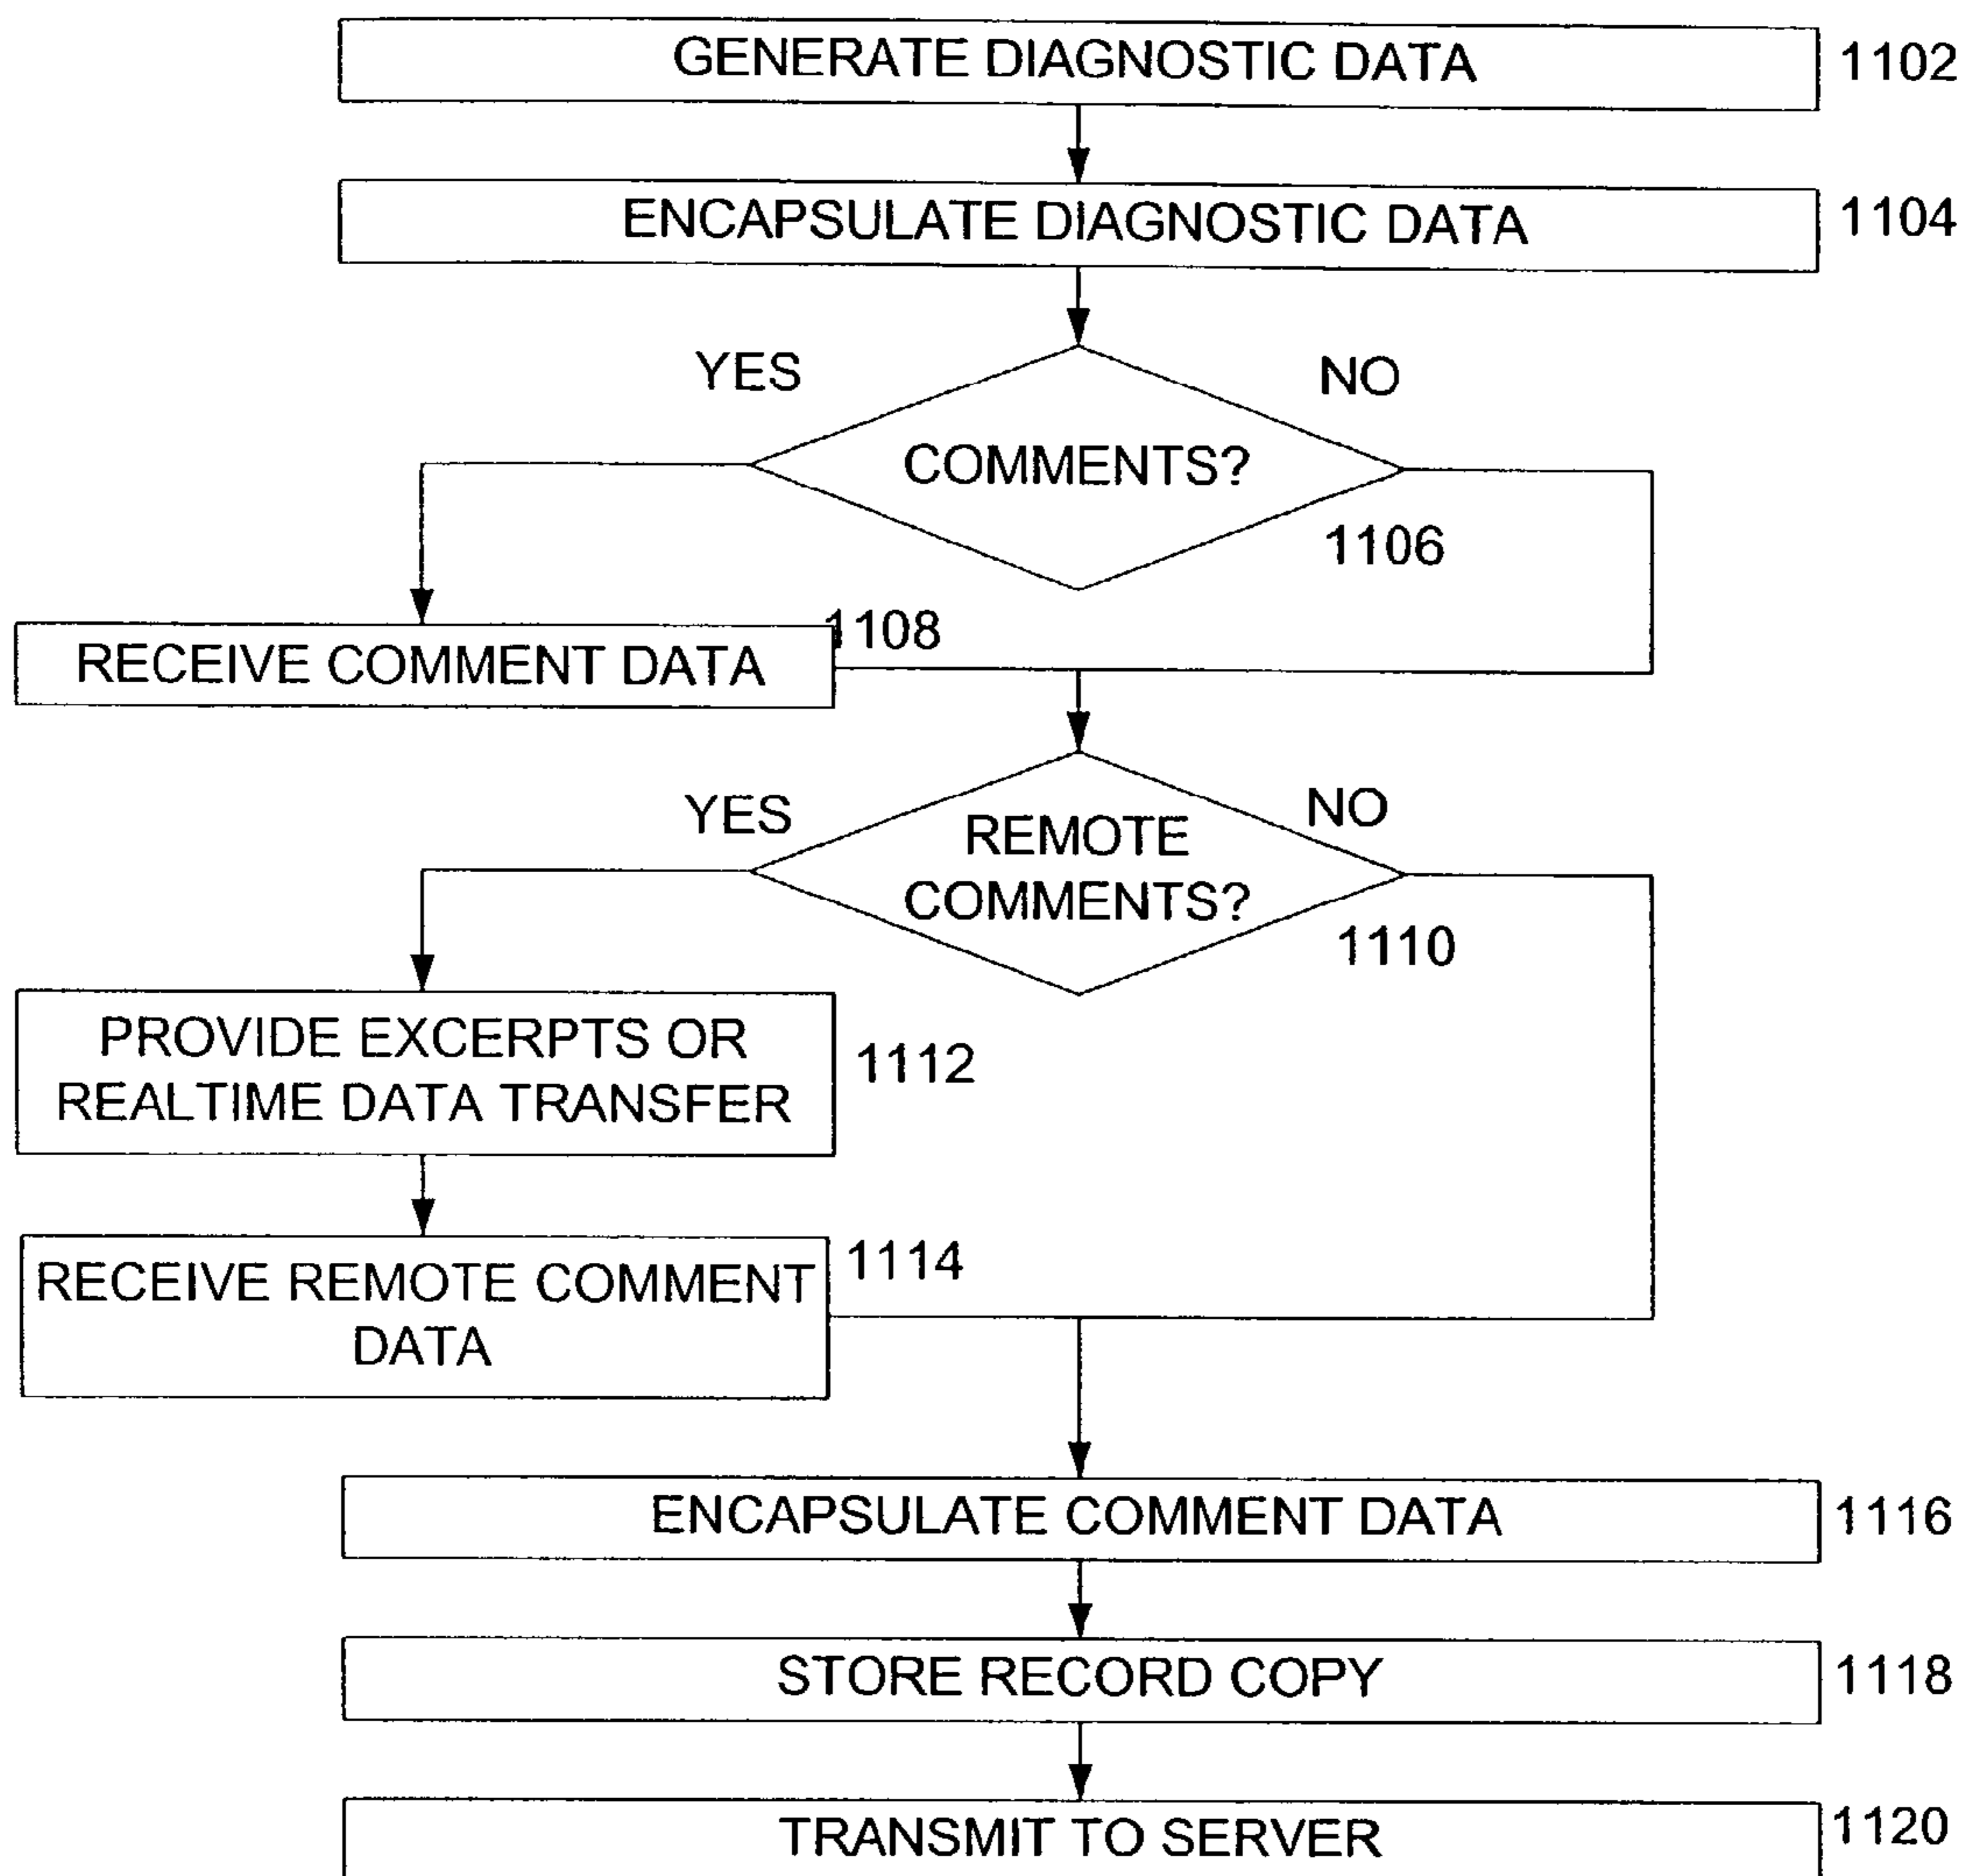 GENERATE DIAGNOSTIC DATA 1102
ENCAPSULATE DIAGNOSTIC DATA 1104
YES NO
COMMENTS?
1106
1108
RECEIVE COMMENT DATA
YES NO
REMOTE
COMMENTS?
1110
PROVIDE EXCERPTS OR
REALTIME DATA TRANSFER
1112
RECEIVE REMOTE COMMENT
DATA
1114
ENCAPSULATE COMMENT DATA 1116
STORE RECORD COPY 1118
TRANSMIT TO SERVER 1120